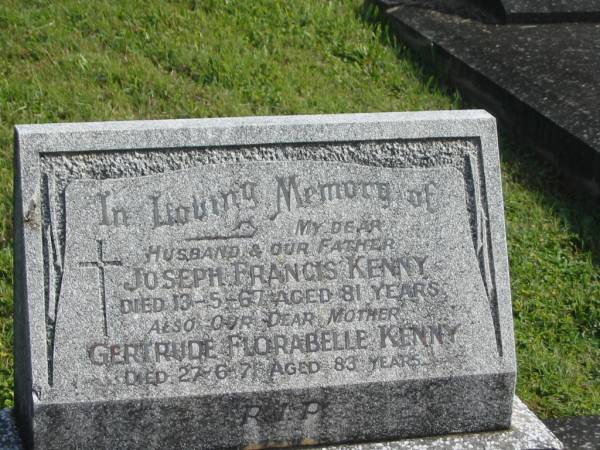 In Loving Memory of
My Dear
Husband & Our Father
Joseph Francis Kenny
Died 13-5-67 Aged 81 Years
Also Our Dear Mother
Gertrude Florabelle Kenny
Died 27-6-71 Aged 83 Years
R.I.P.